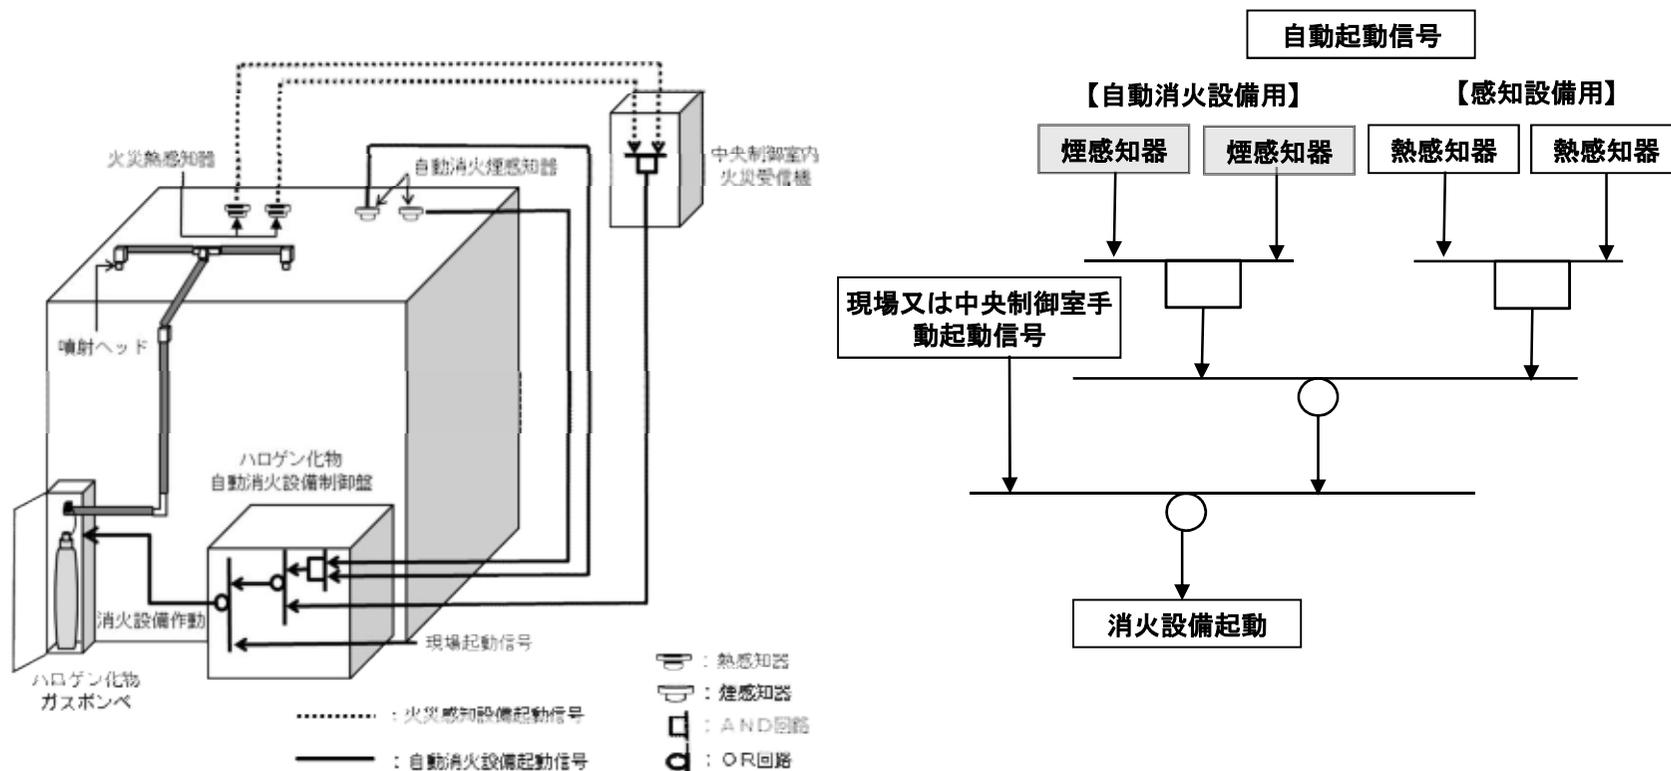 火災熱感知器
自動消火煙感知器
中央制御室内
火災受信機
噴射ヘッド
ハロゲン化物
自動消火設備制御盤
消火設備作動
現場起動信号
ハロゲン化物
ガスボンベ
：火災感知設備起動信号
：自動消火設備起動信号
：熱感知器
：煙感知器
：ＡＮＤ回路
：ＯＲ回路
自動起動信号
【自動消火設備用】
【感知設備用】
煙感知器
煙感知器
熱感知器
熱感知器
現場又は中央制御室手
動起動信号
消火設備起動